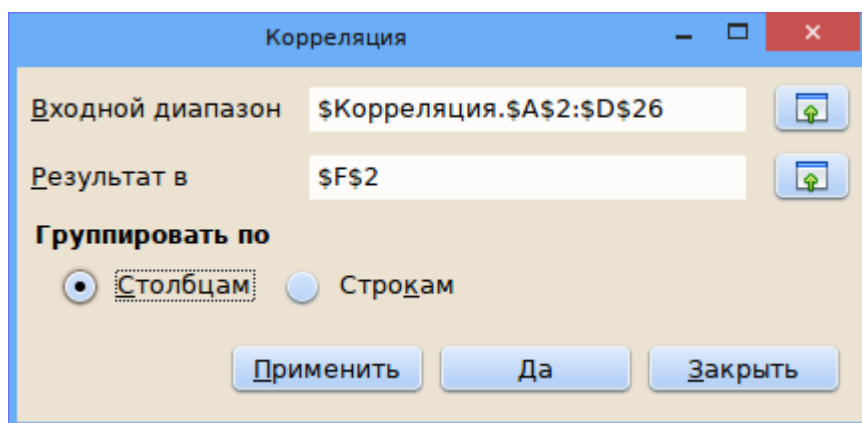 Корреляция
Входной диапазон $Корреляция.$A$2:$D$26
Результат в $F$2
Группировать по
Столбцам Строкам
Применить Да Закрыть